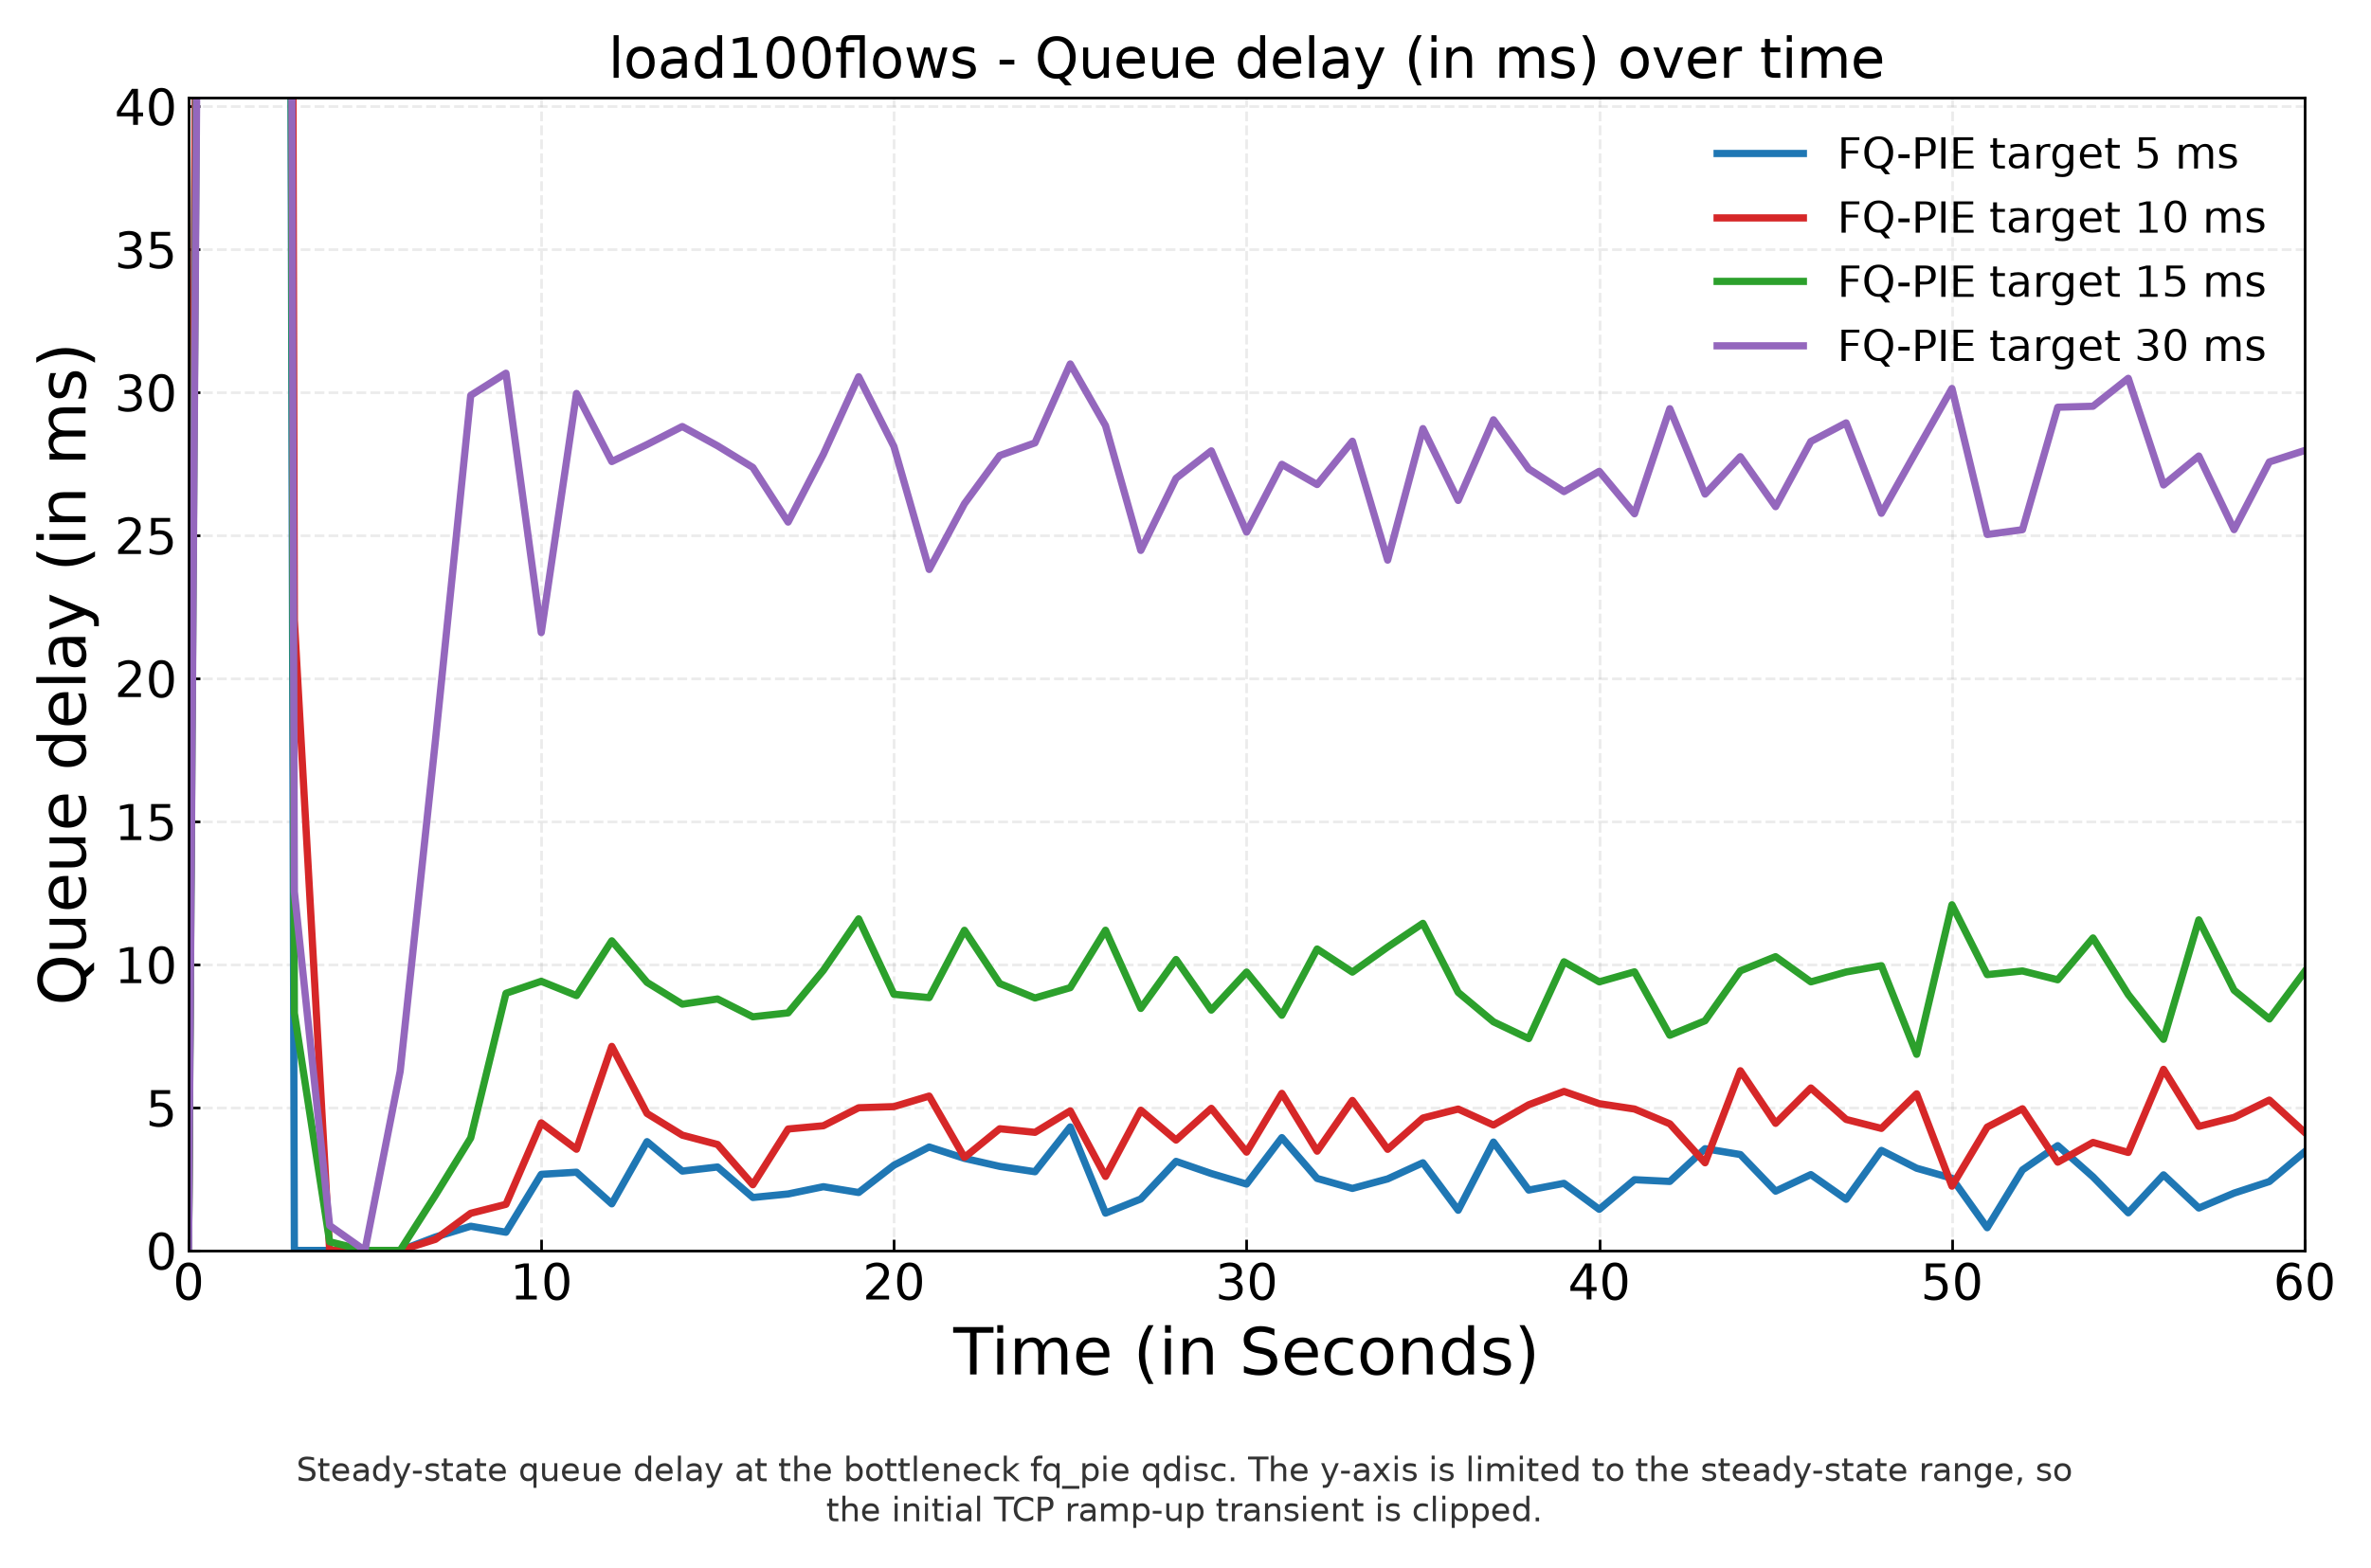 load100flows - Queue delay (in ms) over time
FQ-PIE target 5 ms
FQ-PIE target 10 ms
FQ-PIE target 15 ms
FQ-PIE target 30 ms
Queue delay (in ms)
40
35
30
25
20
15
10
5
0
0 10 20 30 40 50 60
Time (in Seconds)
Steady-state queue delay at the bottleneck fq_pie qdisc. The y-axis is limited to the steady-state range, so
the initial TCP ramp-up transient is clipped.